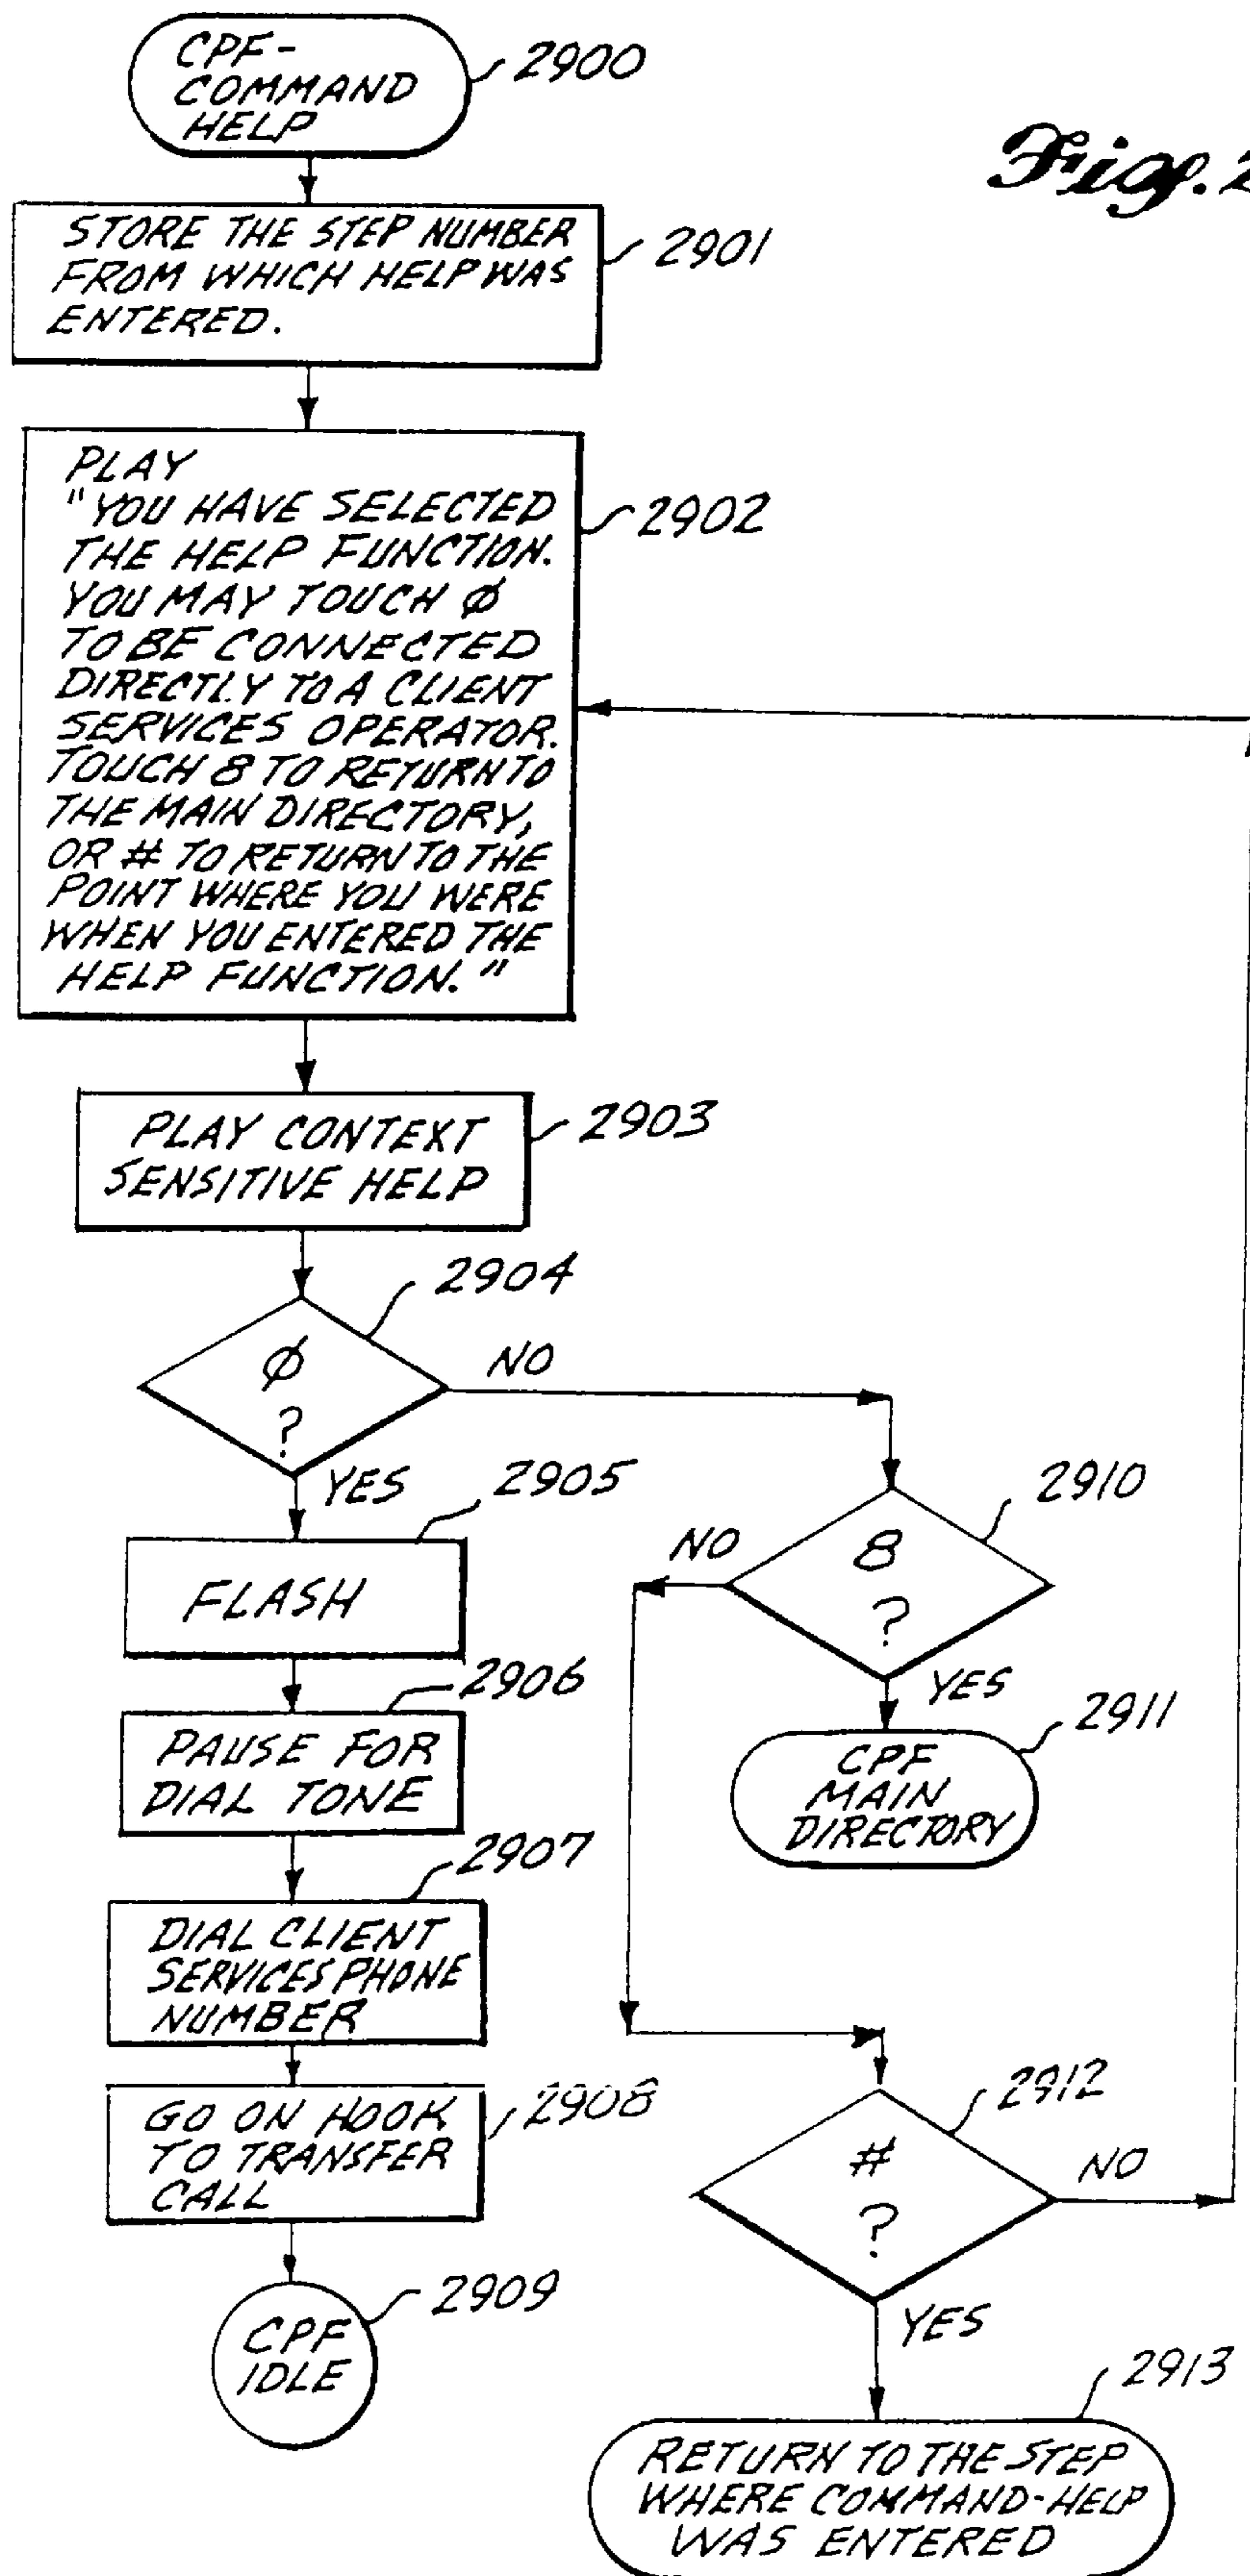 CPF-
COMMAND
HELP
2900
Fig. 2
STORE THE STEP NUMBER
FROM WHICH HELP WAS
ENTERED.
2901
PLAY
"YOU HAVE SELECTED
THE HELP FUNCTION.
YOU MAY TOUCH Ø
TO BE CONNECTED
DIRECTLY TO A CLIENT
SERVICES OPERATOR.
TOUCH 8 TO RETURN TO
THE MAIN DIRECTORY,
OR # TO RETURN TO THE
POINT WHERE YOU WERE
WHEN YOU ENTERED THE
HELP FUNCTION."
2902
PLAY CONTEXT
SENSITIVE HELP
2903
2904
Ø
?
NO
YES
2905
FLASH
2906
PAUSE FOR
DIAL TONE
2907
DIAL CLIENT
SERVICES PHONE
NUMBER
GO ON HOOK
TO TRANSFER
CALL
2908
CPF
IDLE
2909
2910
8
?
NO
YES
2911
CPF
MAIN
DIRECTORY
2912
#
?
NO
YES
2913
RETURN TO THE STEP
WHERE COMMAND-HELP
WAS ENTERED